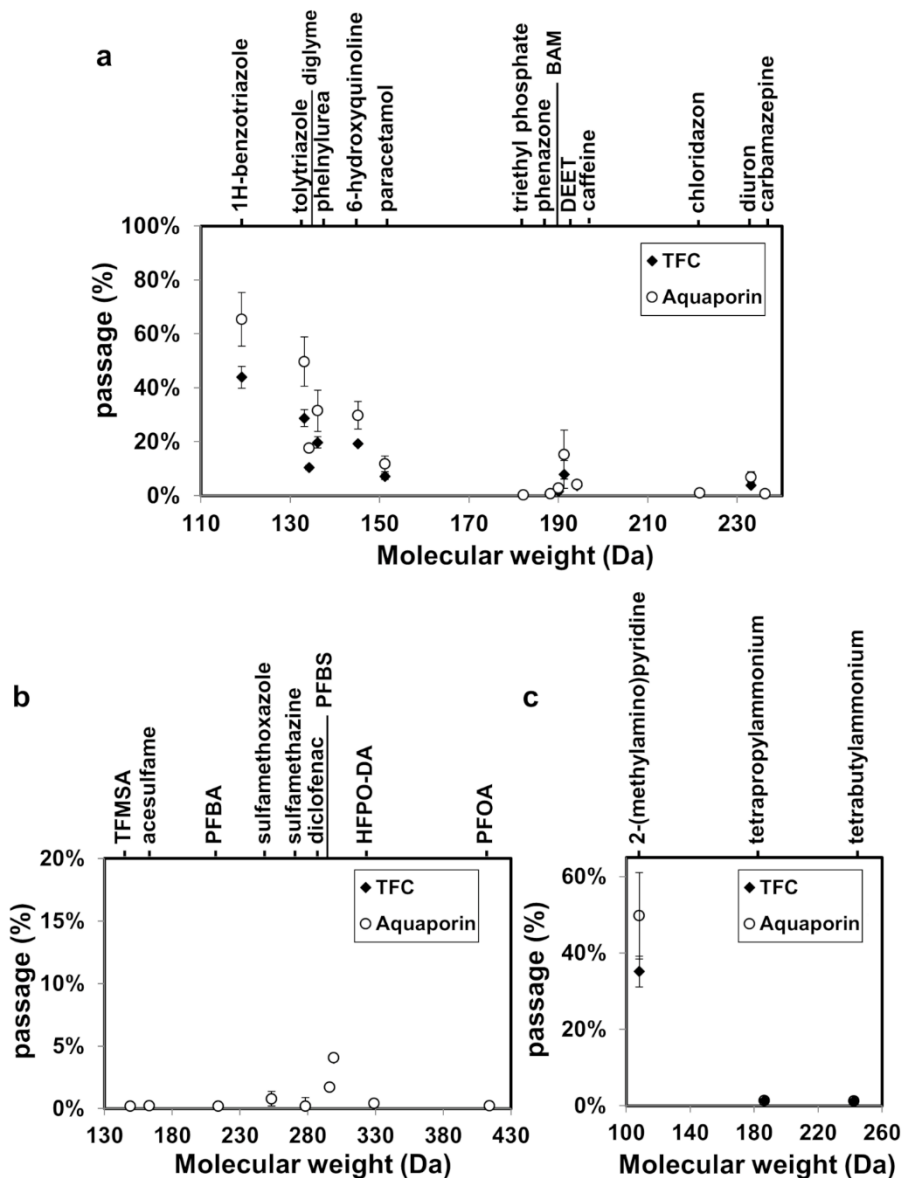 a
1H-benzotriazole
tolytriazole
diglyme
phelnylurea
6-hydroxyquinoline
paracetamol
triethyl phosphate
phenazone
BAM
DEET
caffeine
chloridazon
diuron
carbamazepine
100%
80%
60%
40%
20%
0%
passage (%)
TFC
Aquaporin
110 130 150 170 190 210 230
Molecular weight (Da)
b
TFMSA
acesulfame
PFBA
sulfamethoxazole
sulfamethazine
diclofenac
PFBS
HFPO-DA
PFOA
20%
15%
10%
5%
0%
passage (%)
TFC
Aquaporin
130 180 230 280 330 380 430
Molecular weight (Da)
c
2-(methylamino)pyridine
tetrapropylammonium
tetrabutylammonium
60%
40%
20%
0%
passage (%)
TFC
Aquaporin
100 140 180 220 260
Molecular weight (Da)